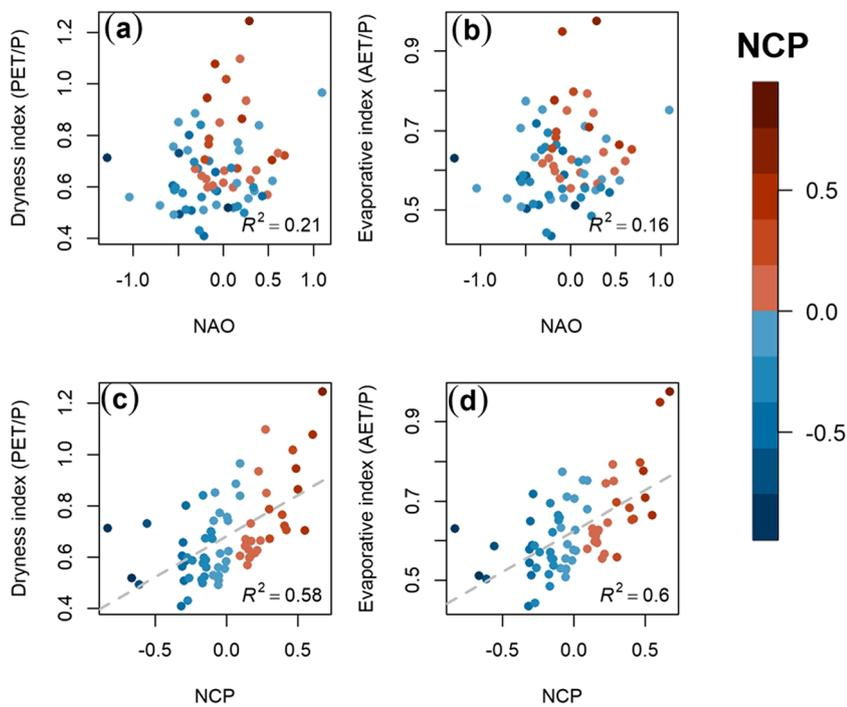 (a)
Dryness index (PET/P)
1.2
1.0
0.8
0.6
0.4
R² = 0.21
-1.0
0.0
0.5
1.0
NAO
(b)
Evaporative index (AET/P)
0.9
0.7
0.5
R² = 0.16
-1.0
0.0
0.5
1.0
NAO
NCP
0.5
0.0
-0.5
(c)
Dryness index (PET/P)
1.2
1.0
0.8
0.6
0.4
R² = 0.58
-0.5
0.0
0.5
NCP
(d)
Evaporative index (AET/P)
0.9
0.7
0.5
R² = 0.6
-0.5
0.0
0.5
NCP